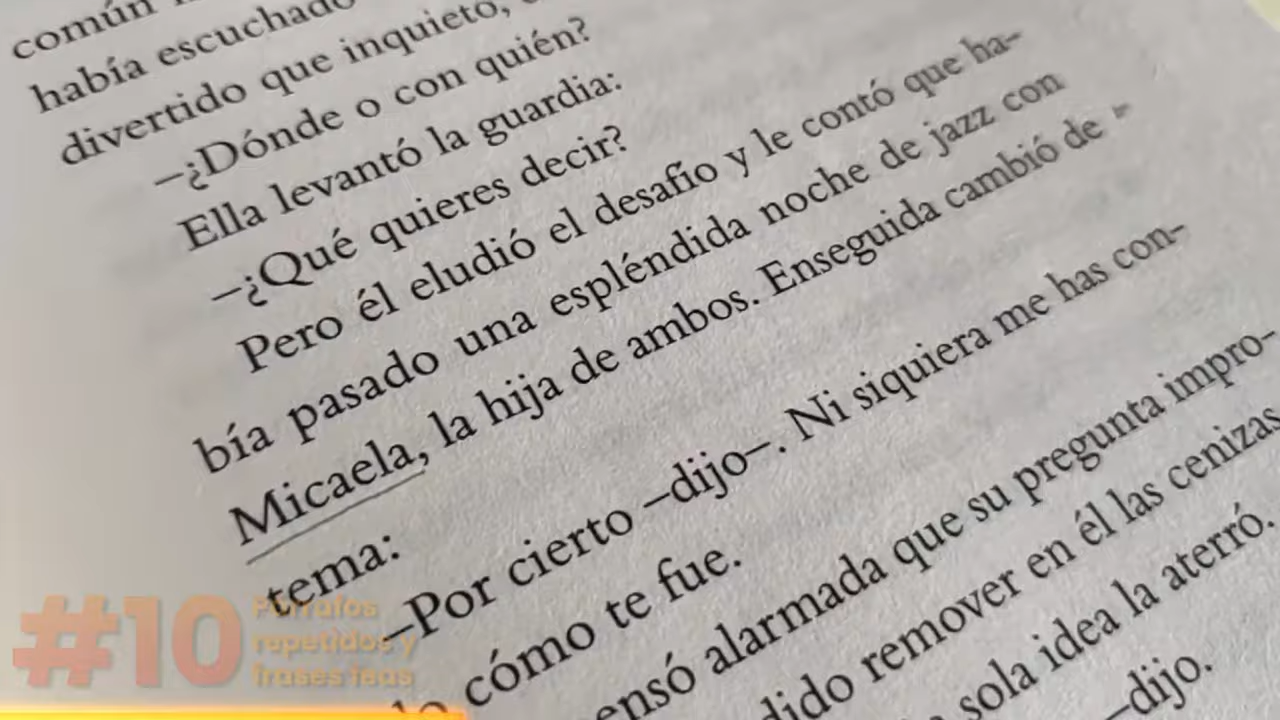 común
había escuchado
divertido que inquieto,
–¿Dónde o con quién?
Ella levantó la guardia:
–¿Qué quieres decir?
Pero él eludió el desafío y le contó que ha-
bía pasado una espléndida noche de jazz con
Micaela, la hija de ambos. Enseguida cambió de
tema:
–Por cierto –dijo–. Ni siquiera me has con-
cómo te fue.
alarmada que su pregunta impro-
remover en él las cenizas
sola idea la aterró.
–dijo.
#10
Párrafos
repetidos y
frases feas